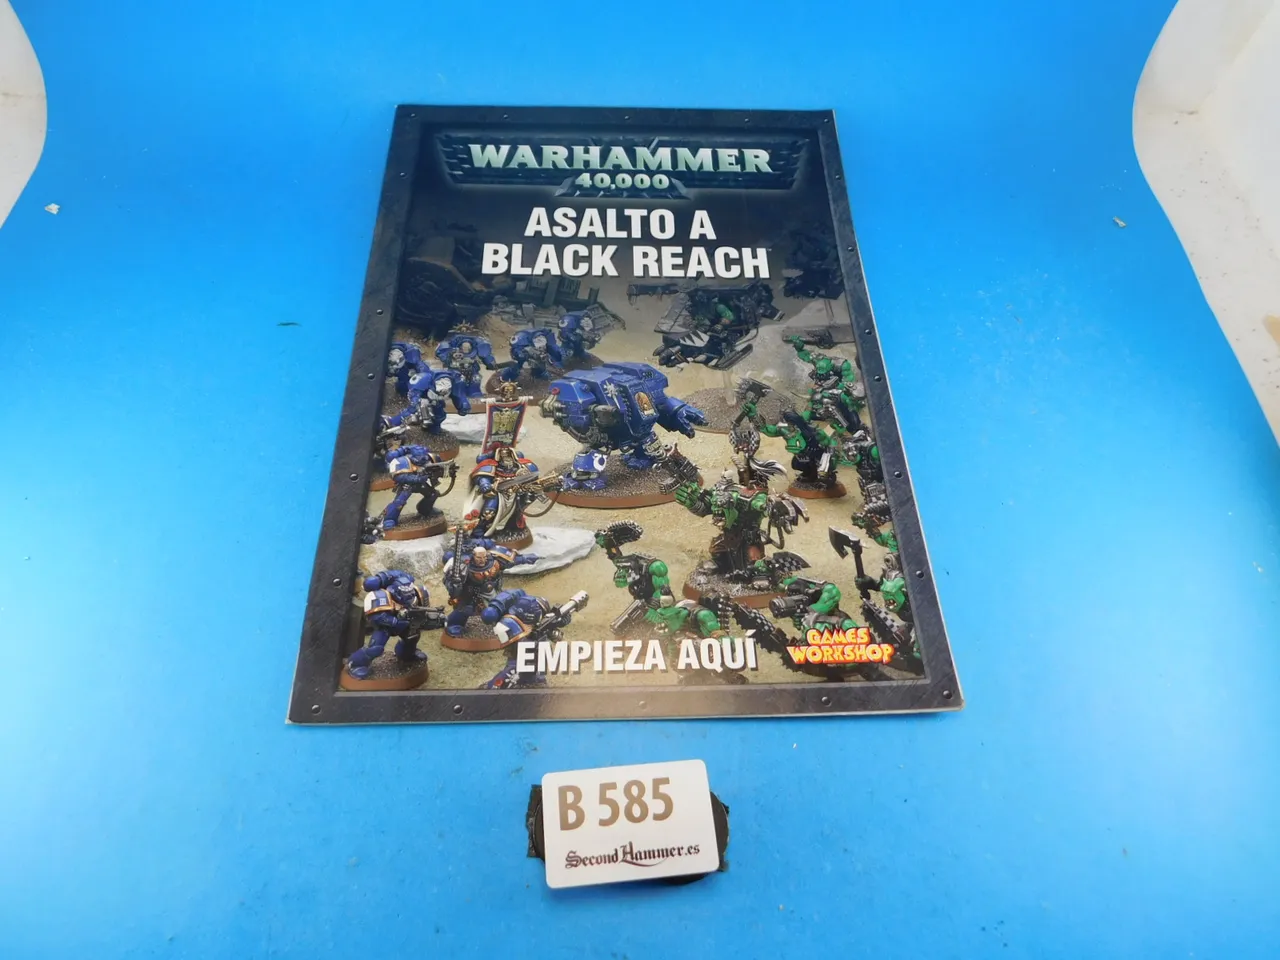 WARHAMMER
40,000
ASALTO A
BLACK REACH
EMPIEZA AQUÍ
GAMES
WORKSHOP
B 585
SecondHammer.es